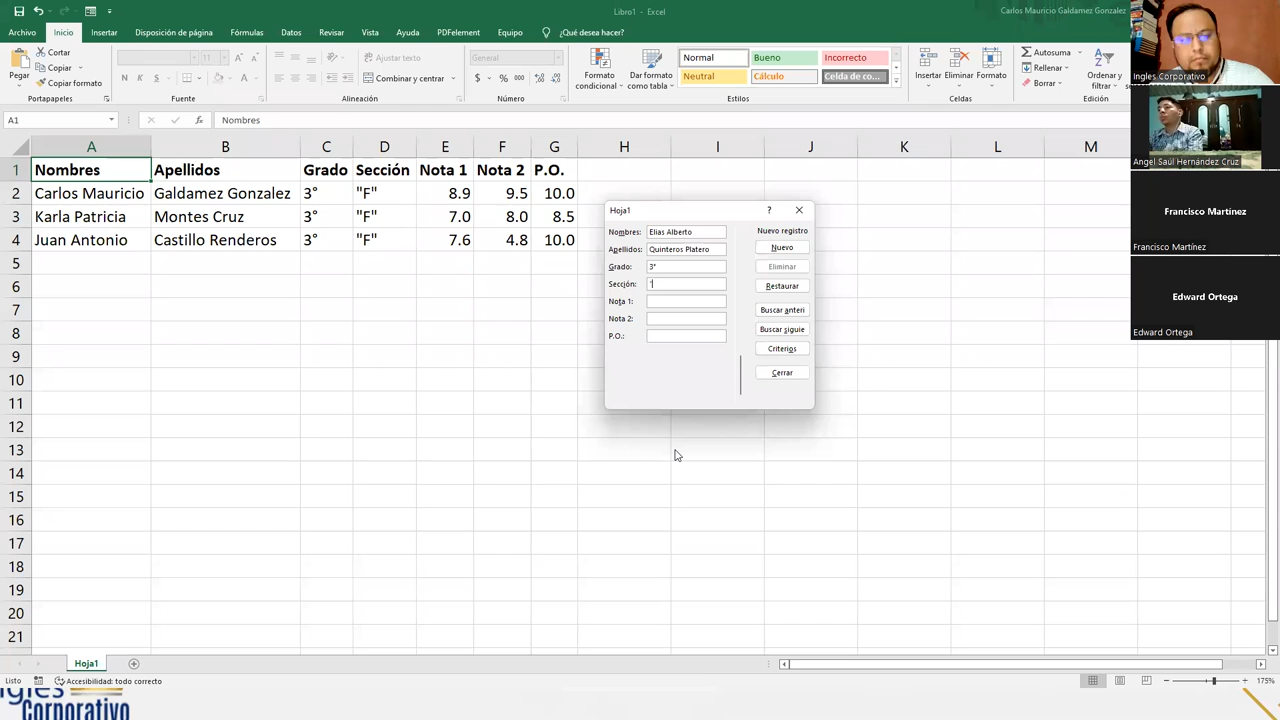 Libro1 - Excel
Carlos Mauricio Galdamez Gonzalez
Archivo Inicio Insertar Disposición de página Fórmulas Datos Revisar Vista Ayuda PDFelement Equipo ¿Qué desea hacer?
Pegar
Cortar
Copiar
Copiar formato
Portapapeles
11
N K S
Fuente
Ajustar texto
Combinar y centrar
Alineación
General
$ % 000
Número
Formato condicional
Dar formato como tabla
Normal Bueno Incorrecto
Neutral Cálculo Celda de co...
Estilos
Insertar Eliminar Formato
Celdas
Autosuma
Rellenar
Borrar
Ordenar y filtrar
Edición
A1 fx Nombres
A B C D E F G H I J K L M
1 Nombres Apellidos Grado Sección Nota 1 Nota 2 P.O.
2 Carlos Mauricio Galdamez Gonzalez 3° "F" 8.9 9.5 10.0
3 Karla Patricia Montes Cruz 3° "F" 7.0 8.0 8.5
4 Juan Antonio Castillo Renderos 3° "F" 7.6 4.8 10.0
5
6
7
8
9
10
11
12
13
14
15
16
17
18
19
20
21
Hoja1 ?
Nombres: Elias Alberto
Apellidos: Quinteros Platero
Grado: 3°
Sección:
Nota 1:
Nota 2:
P.O.:
Nuevo registro
Nuevo
Eliminar
Restaurar
Buscar anteri
Buscar siguie
Criterios
Cerrar
Ingles Corporativo
Angel Saúl Hernández Cruz
Francisco Martínez
Francisco Martínez
Edward Ortega
Edward Ortega
Hoja1
Listo Accesibilidad: todo correcto 175%
Ingles
Corporativo